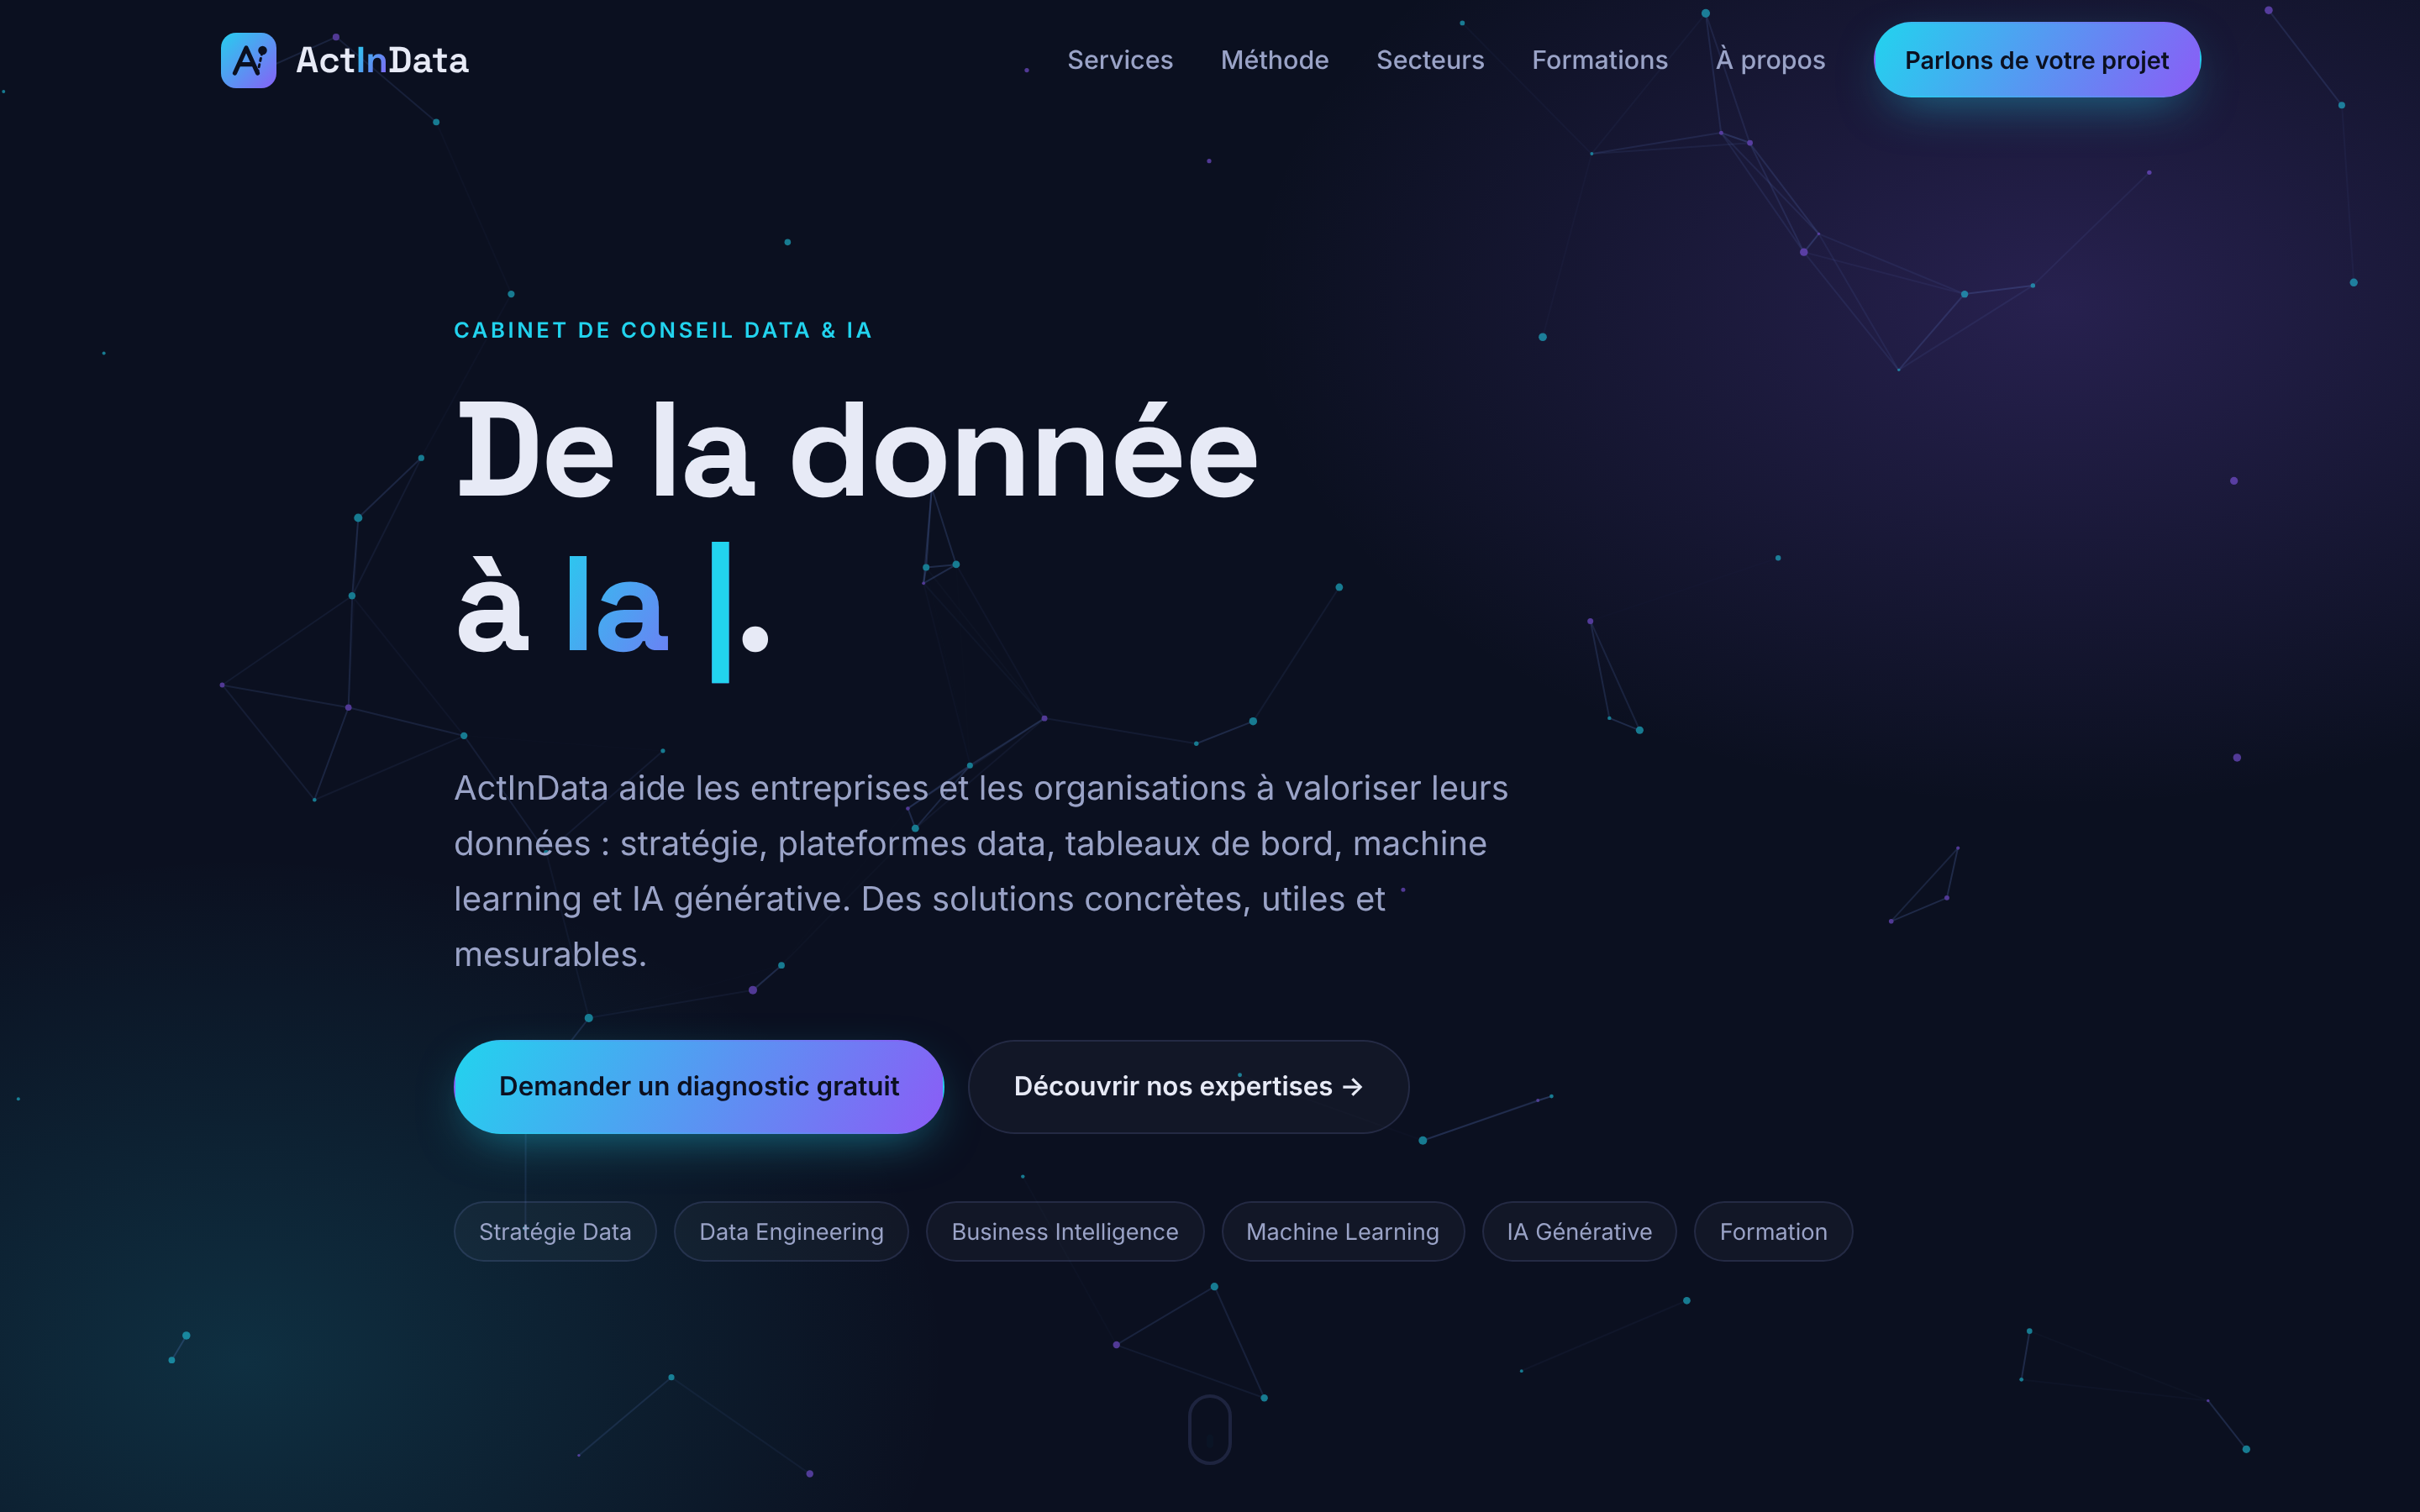 ActInData
Services
Méthode
Secteurs
Formations
À propos
Parlons de votre projet
CABINET DE CONSEIL DATA & IA
De la donnée
à la |.
ActInData aide les entreprises et les organisations à valoriser leurs
données : stratégie, plateformes data, tableaux de bord, machine
learning et IA générative. Des solutions concrètes, utiles et
mesurables.
Demander un diagnostic gratuit
Découvrir nos expertises →
Stratégie Data
Data Engineering
Business Intelligence
Machine Learning
IA Générative
Formation